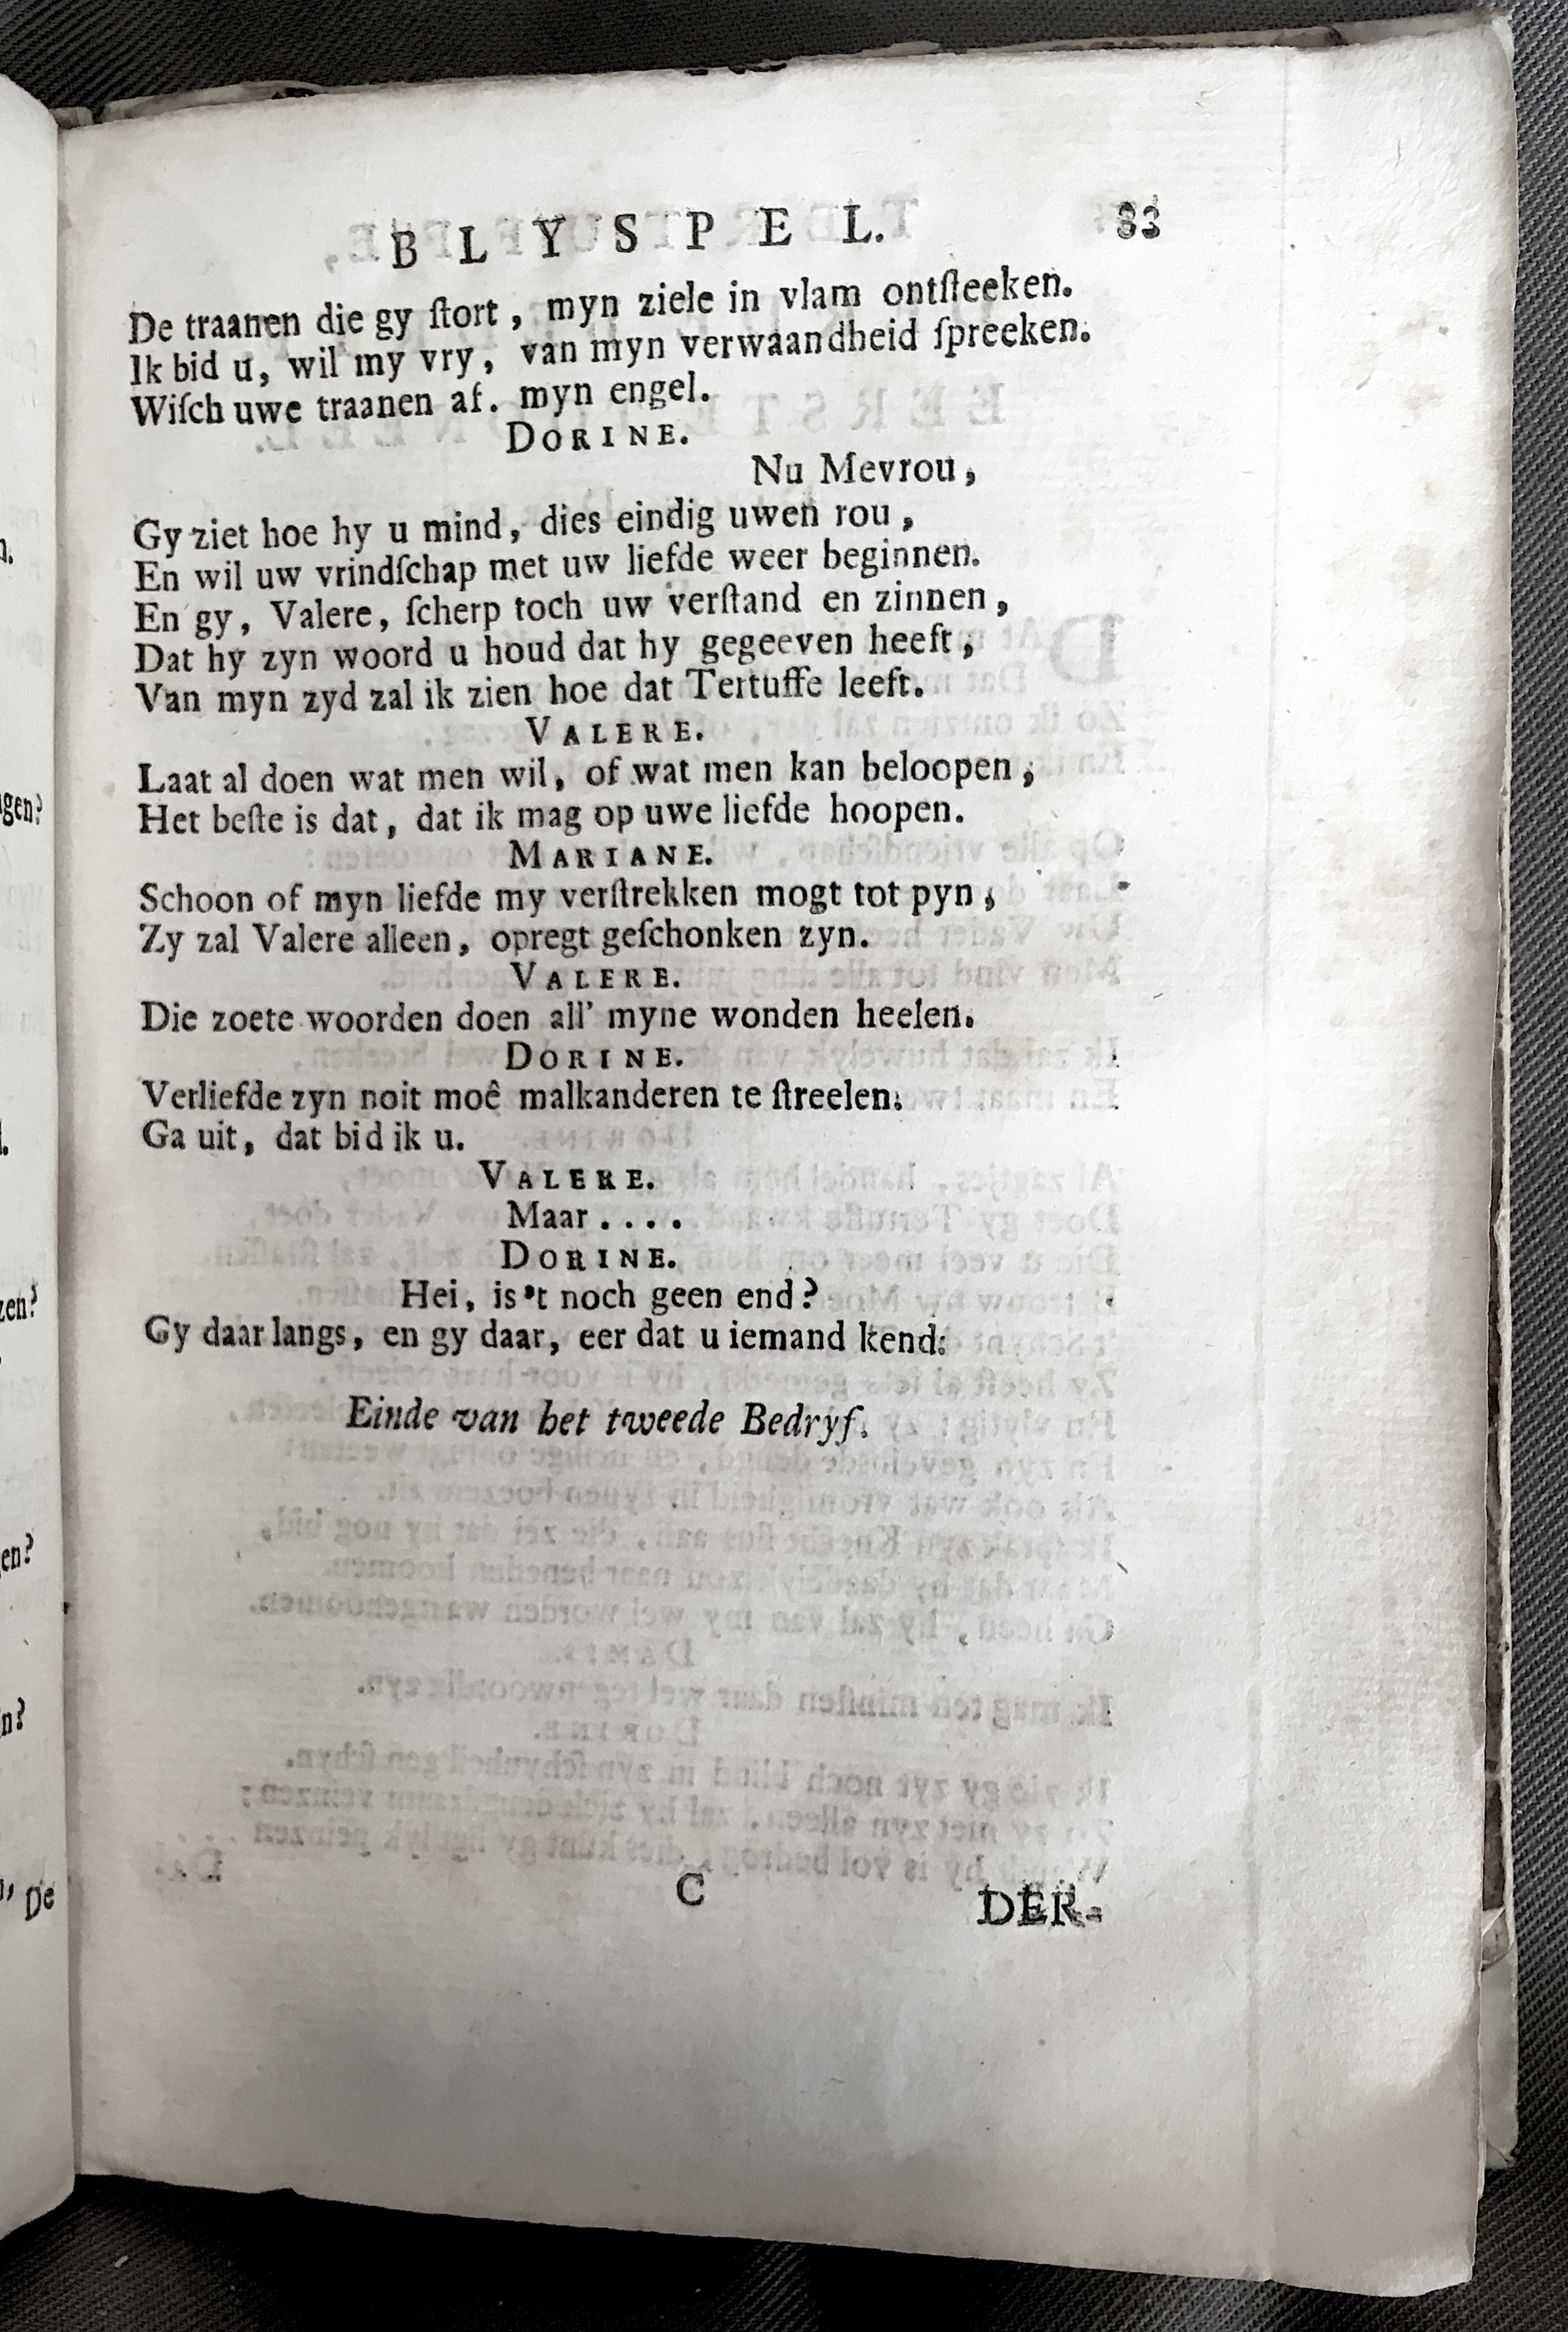 BLYSPEL. 33
De traanen die gy ſtort, myn ziele in vlam ontſteeken.
Ik bid u, wil my vry, van myn verwaandheid ſpreeken.
Wiſch uwe traanen af. myn engel.
DORINE.
Nu Mevrou,
Gy ziet hoe hy u mind, dies eindig uwen rou,
En wil uw vrindſchap met uw liefde weer beginnen.
En gy, Valere, ſcherp toch uw verſtand en zinnen,
Dat hy zyn woord u houd dat hy gegeeven heeft,
Van myn zyd zal ik zien hoe dat Tertuffe leeft.
VALERE.
Laat al doen wat men wil, of wat men kan beloopen,
Het beſte is dat, dat ik mag op uwe liefde hoopen.
MARIANE.
Schoon of myn liefde my verſtrekken mogt tot pyn,
Zy zal Valere alleen, opregt geſchonken zyn.
VALERE.
Die zoete woorden doen all' myne wonden heelen.
DORINE.
Verliefde zyn noit moê malkanderen te ſtreelen.
Ga uit, dat bid ik u.
VALERE.
Maar....
DORINE.
Hei, is 't noch geen end?
Gy daar langs, en gy daar, eer dat u iemand kend.
Einde van het tweede Bedryf.
C DER-